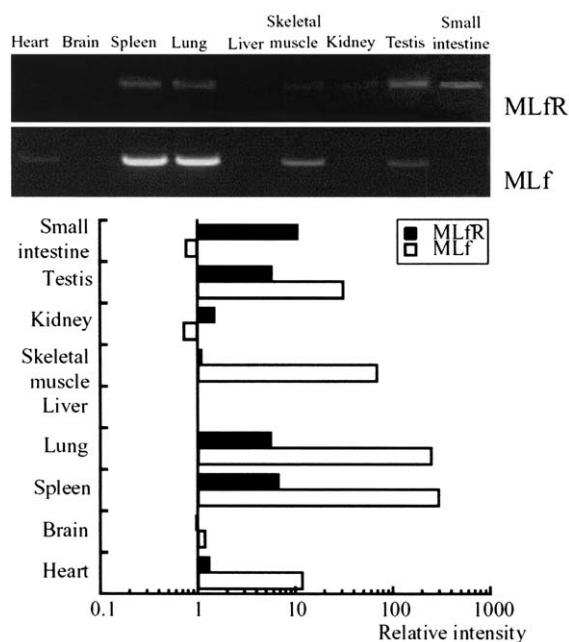 Heart Brain Spleen Lung Liver Skeletal muscle Kidney Testis Small intestine
MLfR
MLf
MLfR
MLf
Small intestine
Testis
Kidney
Skeletal muscle
Liver
Lung
Spleen
Brain
Heart
0.1 1 10 100 1000
Relative intensity